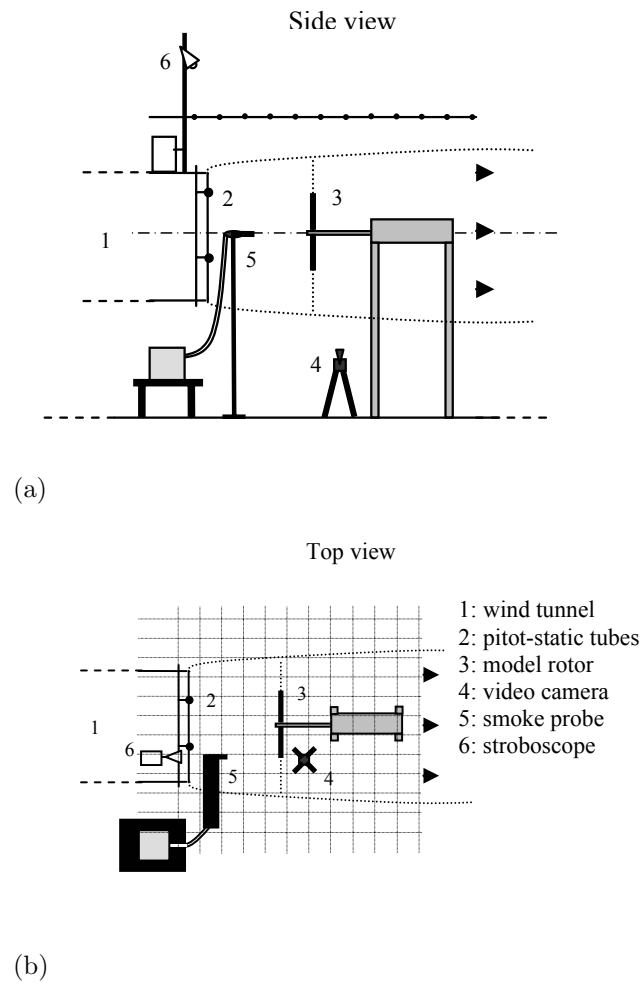 Side view
6
2
3
1
5
4
(a)
Top view
1: wind tunnel
2: pitot-static tubes
3: model rotor
4: video camera
5: smoke probe
6: stroboscope
3
2
1
6
5
4
(b)